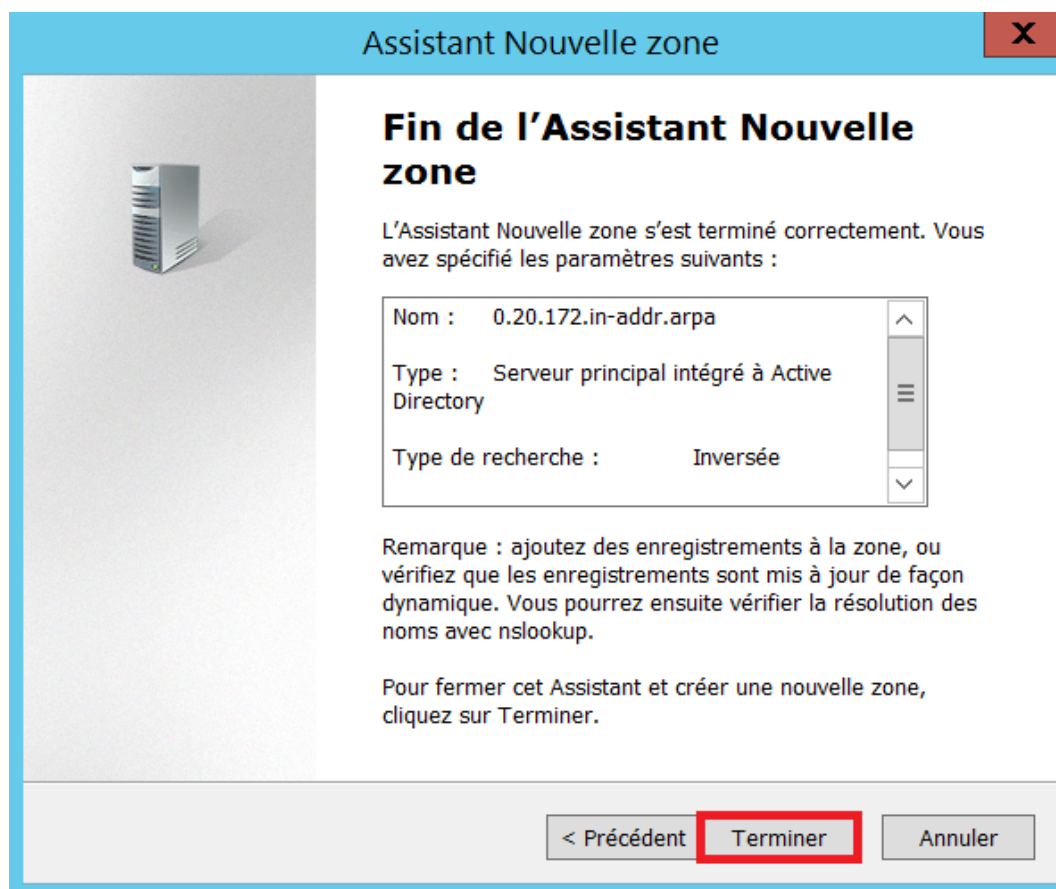 Assistant Nouvelle zone
X
Fin de l’Assistant Nouvelle
zone
L’Assistant Nouvelle zone s’est terminé correctement. Vous
avez spécifié les paramètres suivants :
Nom : 0.20.172.in-addr.arpa
Type : Serveur principal intégré à Active
Directory
Type de recherche : Inversée
Remarque : ajoutez des enregistrements à la zone, ou
vérifiez que les enregistrements sont mis à jour de façon
dynamique. Vous pourrez ensuite vérifier la résolution des
noms avec nslookup.
Pour fermer cet Assistant et créer une nouvelle zone,
cliquez sur Terminer.
< Précédent Terminer Annuler